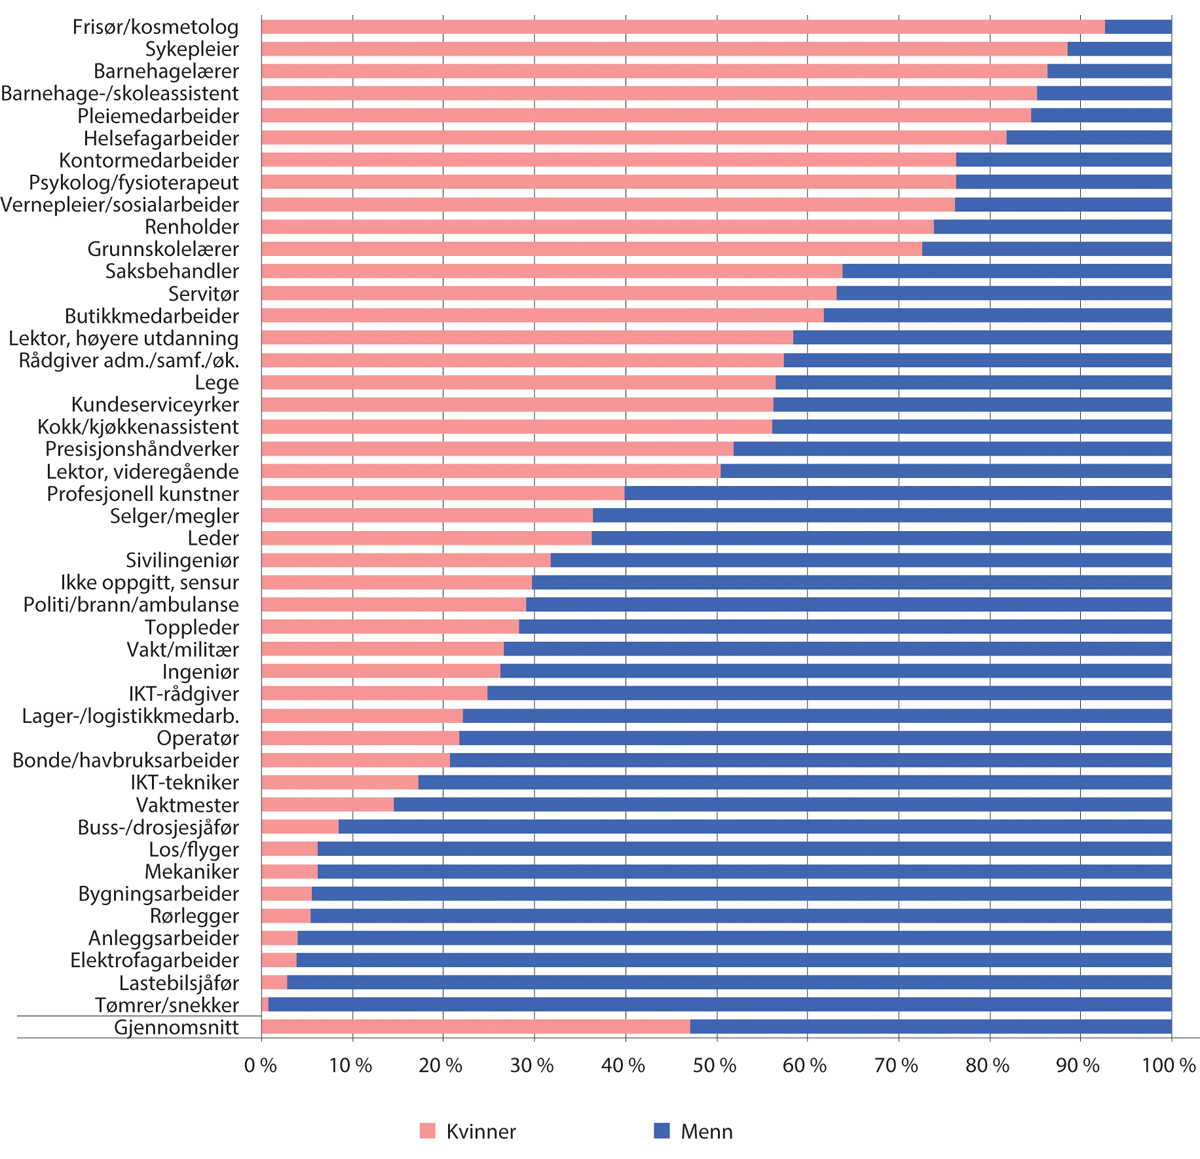 Frisør/kosmetolog
Sykepleier
Barnehagelærer
Barnehage-/skoleassistent
Pleiemedarbeider
Helsefagarbeider
Kontormedarbeider
Psykolog/fysioterapeut
Vernepleier/sosialarbeider
Renholder
Grunnskolelærer
Saksbehandler
Servitør
Butikkmedarbeider
Lektor, høyere utdanning
Rådgiver adm./samf./øk.
Lege
Kundeserviceyrker
Kokk/kjøkkenassistent
Presisjonshåndverker
Lektor, videregående
Profesjonell kunstner
Selger/megler
Leder
Sivilingeniør
Ikke oppgitt, sensur
Politi/brann/ambulanse
Toppleder
Vakt/militær
Ingeniør
IKT-rådgiver
Lager-/logistikkmedarb.
Operatør
Bonde/havbruksarbeider
IKT-tekniker
Vaktmester
Buss-/drosjesjåfør
Los/flyger
Mekaniker
Bygningsarbeider
Rørlegger
Anleggsarbeider
Elektrofagarbeider
Lastebilsjåfør
Tømrer/snekker
Gjennomsnitt
0 % 10 % 20 % 30 % 40 % 50 % 60 % 70 % 80 % 90 % 100 %
Kvinner Menn